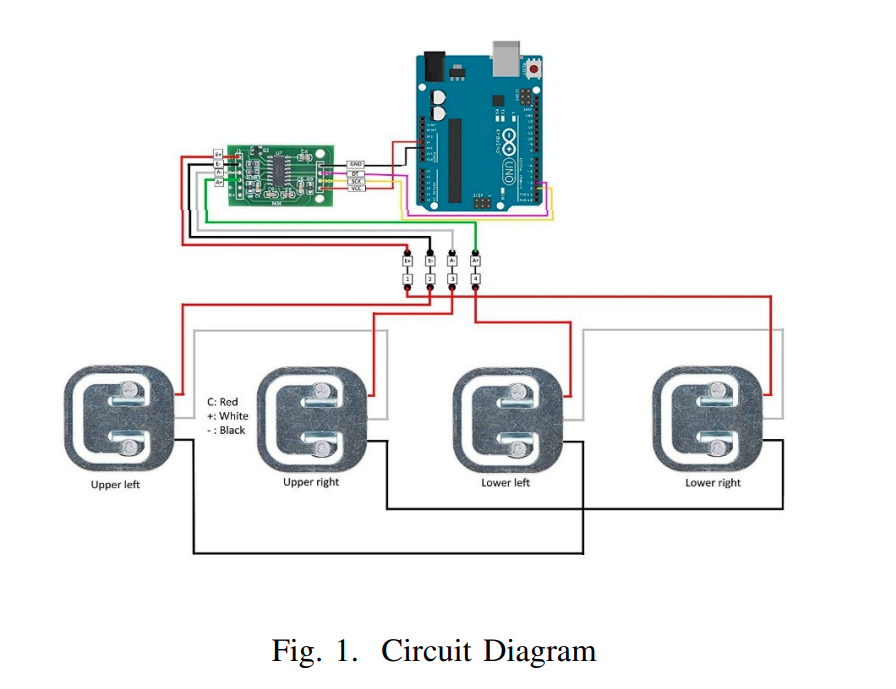 E+
E-
A-
A+
GND
DT
SCK
VCC
UNO
E+
E-
A-
A+
1
2
3
4
C: Red
+: White
- : Black
Upper left
Upper right
Lower left
Lower right
Fig. 1. Circuit Diagram